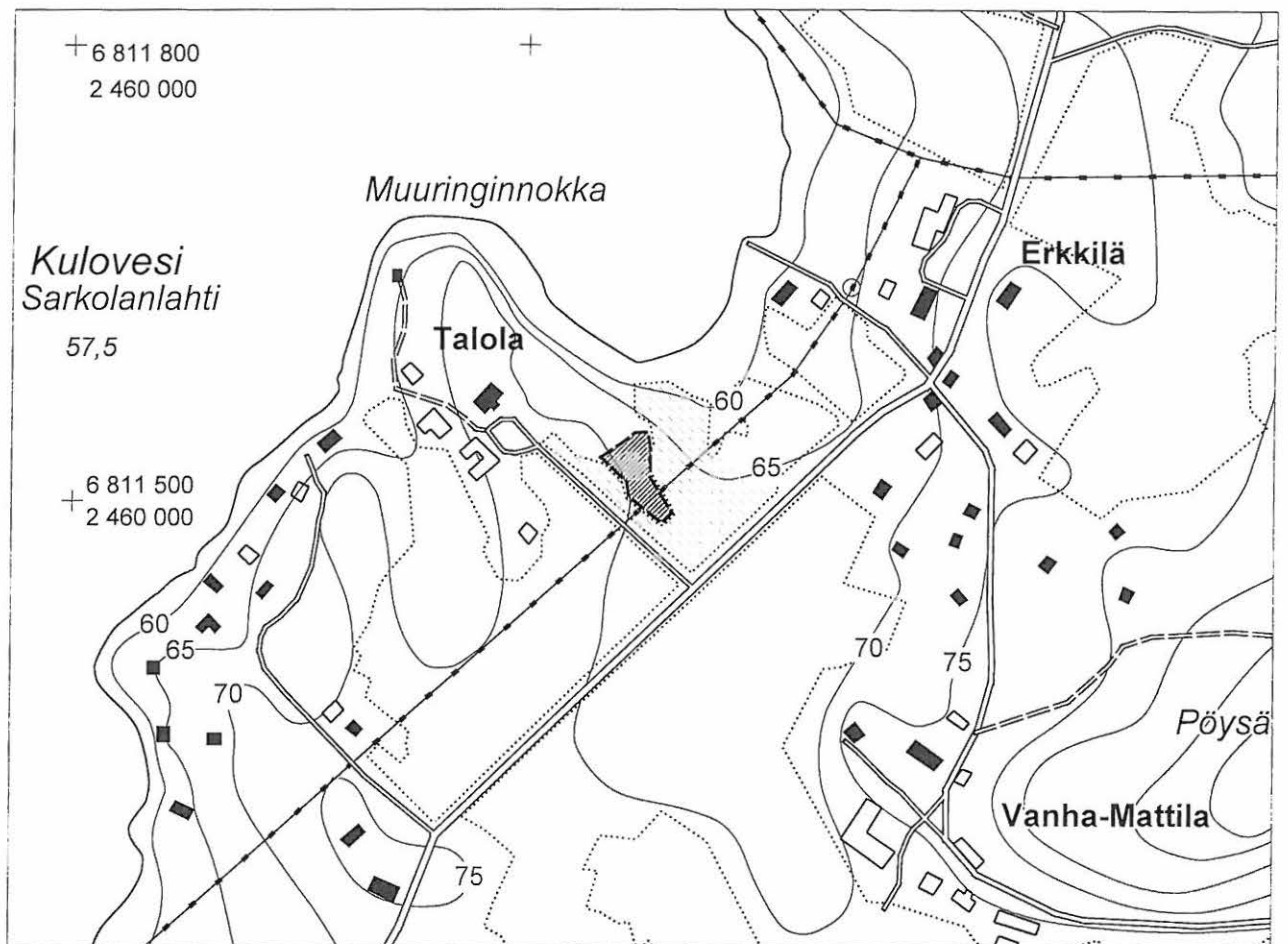 6 811 800
2 460 000
Muuringinnokka
Kulovesi
Sarkolanlahti
57,5
Erkkilä
Talola
60
65
6 811 500
2 460 000
60
65
70
70
75
Pöysä
Vanha-Mattila
75